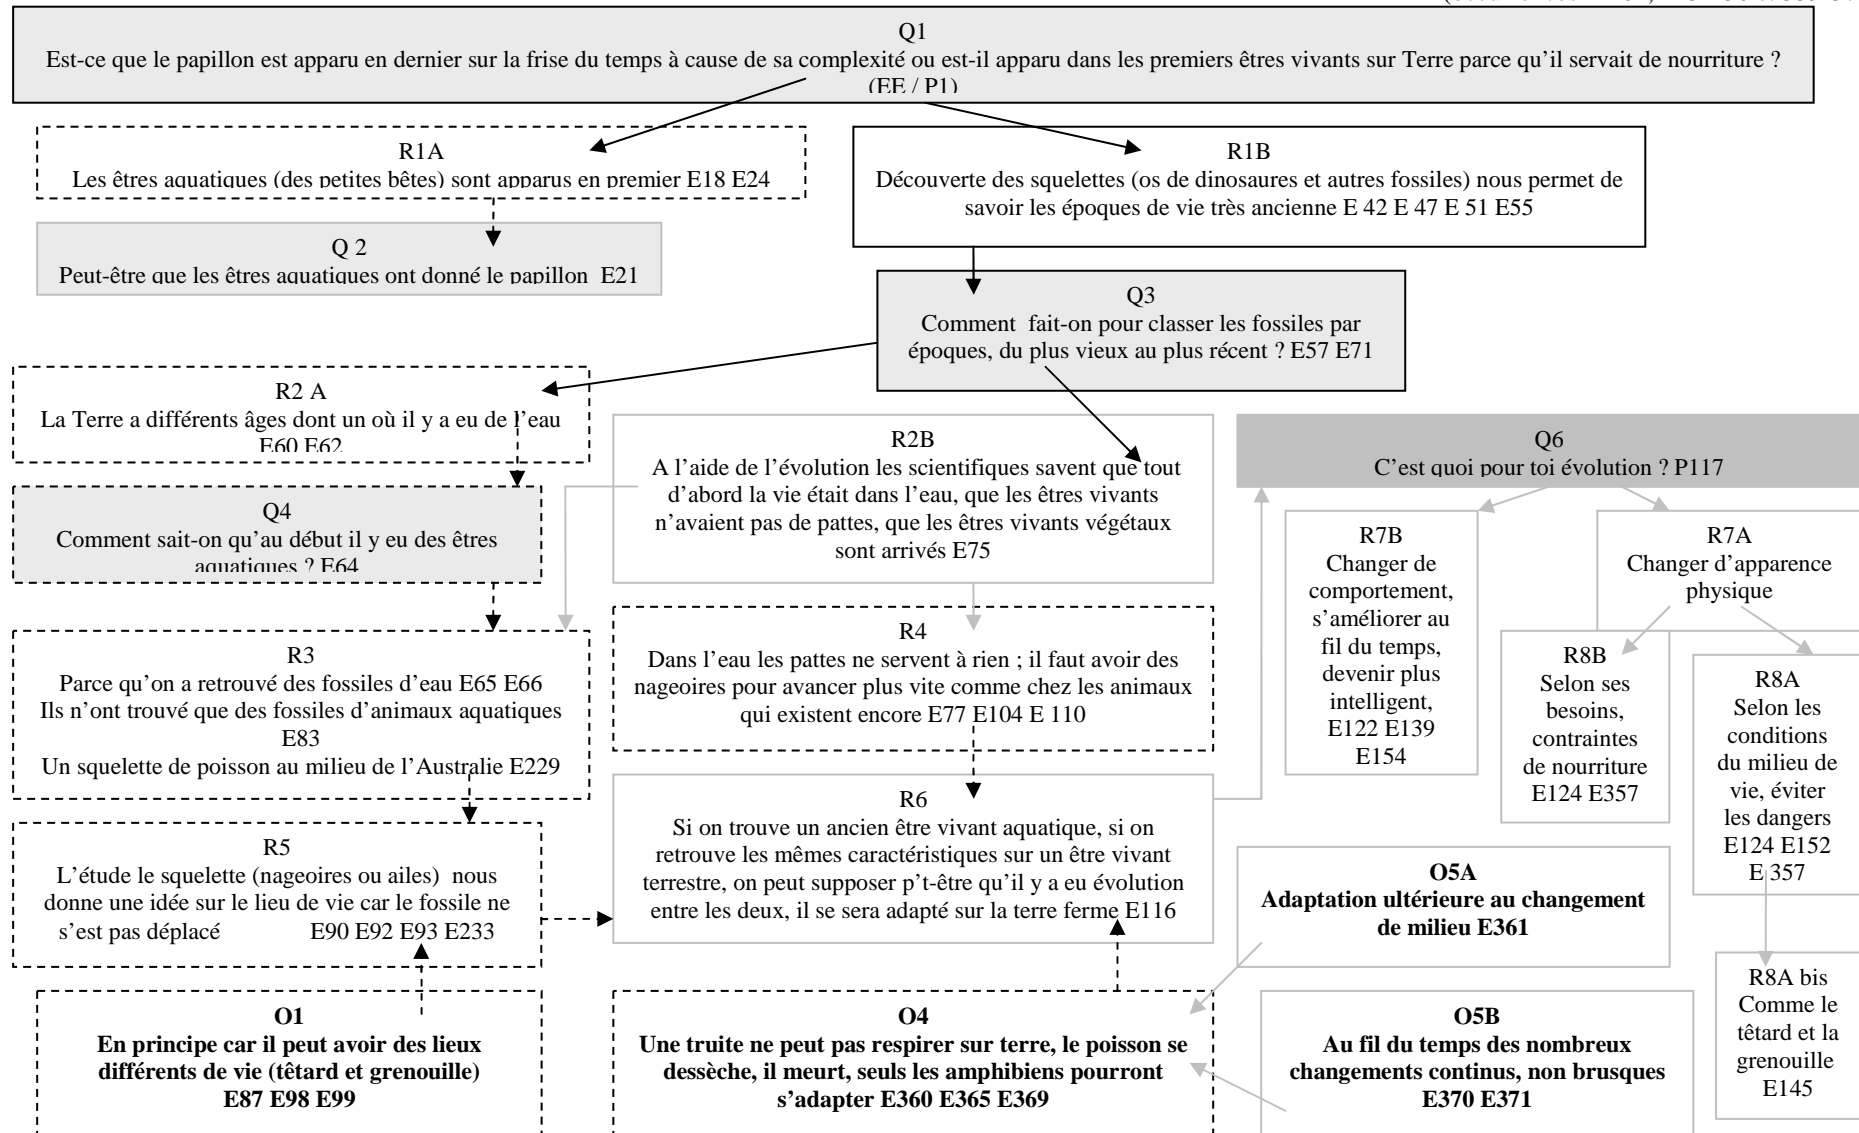 Q1
Est-ce que le papillon est apparu en dernier sur la frise du temps à cause de sa complexité ou est-il apparu dans les premiers êtres vivants sur Terre parce qu’il servait de nourriture ?
(EE / P1)
R1A
Les êtres aquatiques (des petites bêtes) sont apparus en premier E18 E24
R1B
Découverte des squelettes (os de dinosaures et autres fossiles) nous permet de
savoir les époques de vie très ancienne E 42 E 47 E 51 E55
Q 2
Peut-être que les êtres aquatiques ont donné le papillon E21
Q3
Comment fait-on pour classer les fossiles par
époques, du plus vieux au plus récent ? E57 E71
R2 A
La Terre a différents âges dont un où il y a eu de l’eau
E60 E62
R2B
A l’aide de l’évolution les scientifiques savent que tout
d’abord la vie était dans l’eau, que les êtres vivants
n’avaient pas de pattes, que les êtres vivants végétaux
sont arrivés E75
Q6
C’est quoi pour toi évolution ? P117
Q4
Comment sait-on qu’au début il y eu des êtres
aquatiques ? E64
R7B
Changer de
comportement,
s’améliorer au
fil du temps,
devenir plus
intelligent,
E122 E139
E154
R7A
Changer d’apparence
physique
R3
Parce qu’on a retrouvé des fossiles d’eau E65 E66
Ils n’ont trouvé que des fossiles d’animaux aquatiques
E83
Un squelette de poisson au milieu de l’Australie E229
R4
Dans l’eau les pattes ne servent à rien ; il faut avoir des
nageoires pour avancer plus vite comme chez les animaux
qui existent encore E77 E104 E 110
R8B
Selon ses
besoins,
contraintes
de nourriture
E124 E357
R8A
Selon les
conditions
du milieu de
vie, éviter
les dangers
E124 E152
E 357
R5
L’étude le squelette (nageoires ou ailes) nous
donne une idée sur le lieu de vie car le fossile ne
s’est pas déplacé E90 E92 E93 E233
R6
Si on trouve un ancien être vivant aquatique, si on
retrouve les mêmes caractéristiques sur un être vivant
terrestre, on peut supposer p’t-être qu’il y a eu évolution
entre les deux, il se sera adapté sur la terre ferme E116
O5A
Adaptation ultérieure au changement
de milieu E361
R8A bis
Comme le
têtard et la
grenouille
E145
O1
En principe car il peut avoir des lieux
différents de vie (têtard et grenouille)
E87 E98 E99
O4
Une truite ne peut pas respirer sur terre, le poisson se
dessèche, il meurt, seuls les amphibiens pourront
s’adapter E360 E365 E369
O5B
Au fil du temps des nombreux
changements continus, non brusques
E370 E371